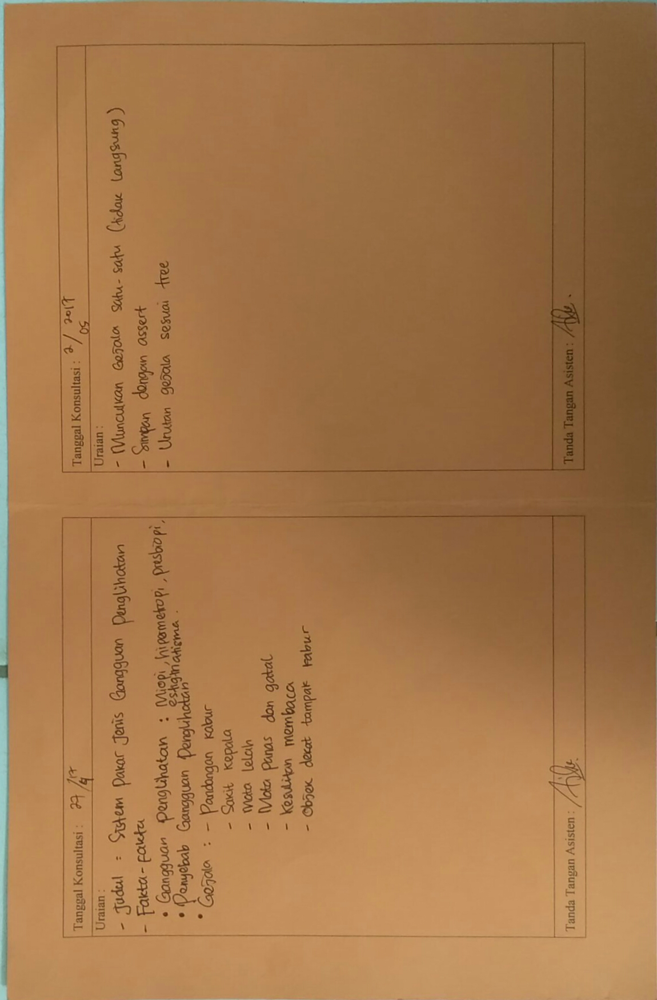 Tanggal Konsultasi : 27/17
4
Uraian :
- Judul = Sistem Pakar Jenis Gangguan Penglihatan
- Fakta-Fakta
• Gangguan penglihatan : Miopi, hipermetropi, presbiopi,
estigmatisma.
• Penyebab Gangguan Penglihatan
• Gejala : - Pandangan kabur
- Sakit kepala
- Mata lelah
- Mata panas dan gatal
- Kesulitan membaca
- Objek dekat tampak kabur
Tanda Tangan Asisten :
Tanggal Konsultasi : 2/ 2017
05
Uraian :
- Munculkan Gejala satu-satu (tidak langsung)
- Simpan dengan assert
- Urutan gejala sesuai tree
Tanda Tangan Asisten :